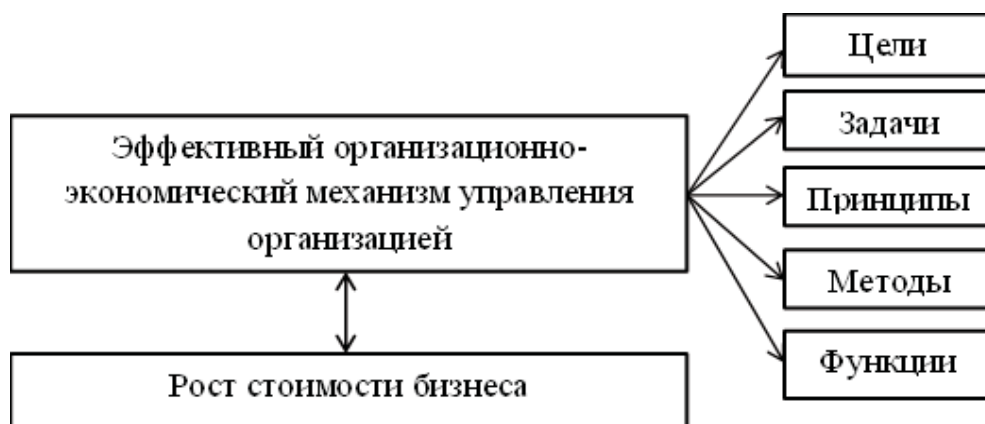 Эффективный организационно-
экономический механизм управления
организацией
Рост стоимости бизнеса
Цели
Задачи
Принципы
Методы
Функции